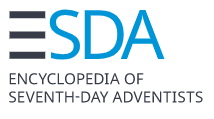 ESDA
ENCYCLOPEDIA OF
SEVENTH-DAY ADVENTISTS